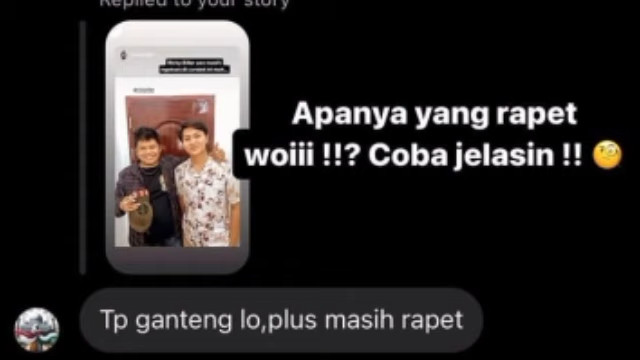 Replied to your story
Apanya yang rapet
woiii !!? Coba jelasin !! 🧐
Tp ganteng lo,plus masih rapet